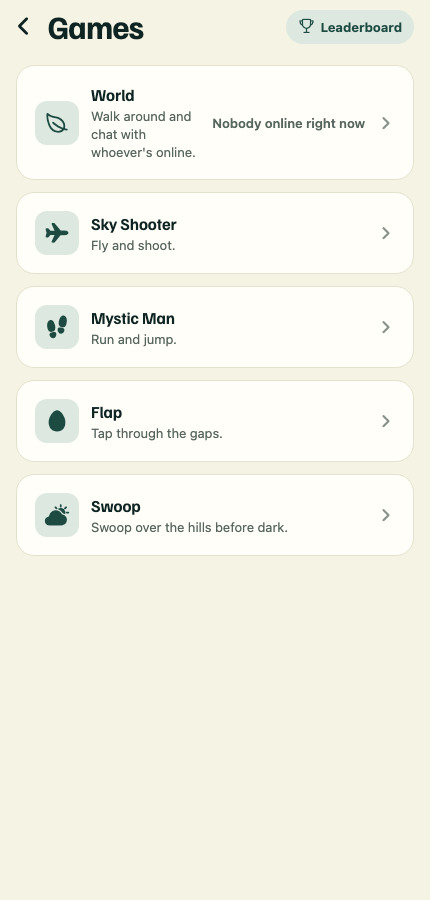 Games
Leaderboard
World
Walk around and
chat with
whoever's online.
Nobody online right now
Sky Shooter
Fly and shoot.
Mystic Man
Run and jump.
Flap
Tap through the gaps.
Swoop
Swoop over the hills before dark.